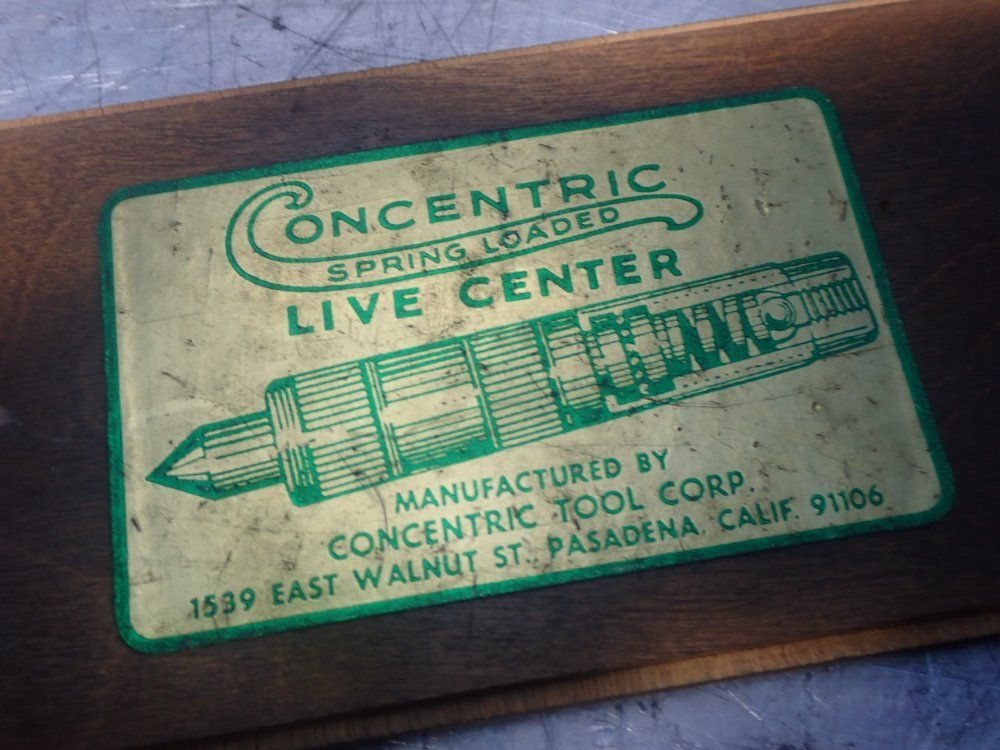 CONCENTRIC
SPRING LOADED
LIVE CENTER
MANUFACTURED BY
CONCENTRIC TOOL CORP.
1539 EAST WALNUT ST., PASADENA, CALIF. 91106